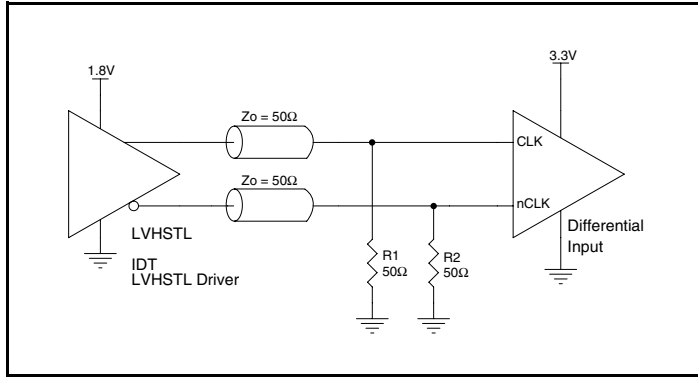 1.8V
3.3V
Zo = 50Ω
CLK
Zo = 50Ω
nCLK
LVHSTL
IDT
LVHSTL Driver
R1
50Ω
R2
50Ω
Differential
Input